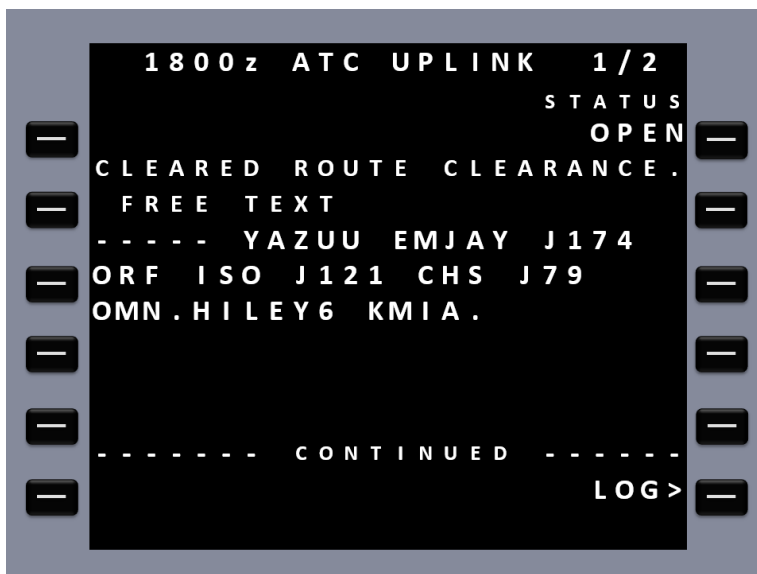 1800z ATC UPLINK 1/2
STATUS
OPEN
CLEARED ROUTE CLEARANCE.
FREE TEXT
----- YAZUU EMJAY J174
ORF ISO J121 CHS J79
OMN.HILEY6 KMIA.
------- CONTINUED ------
LOG>